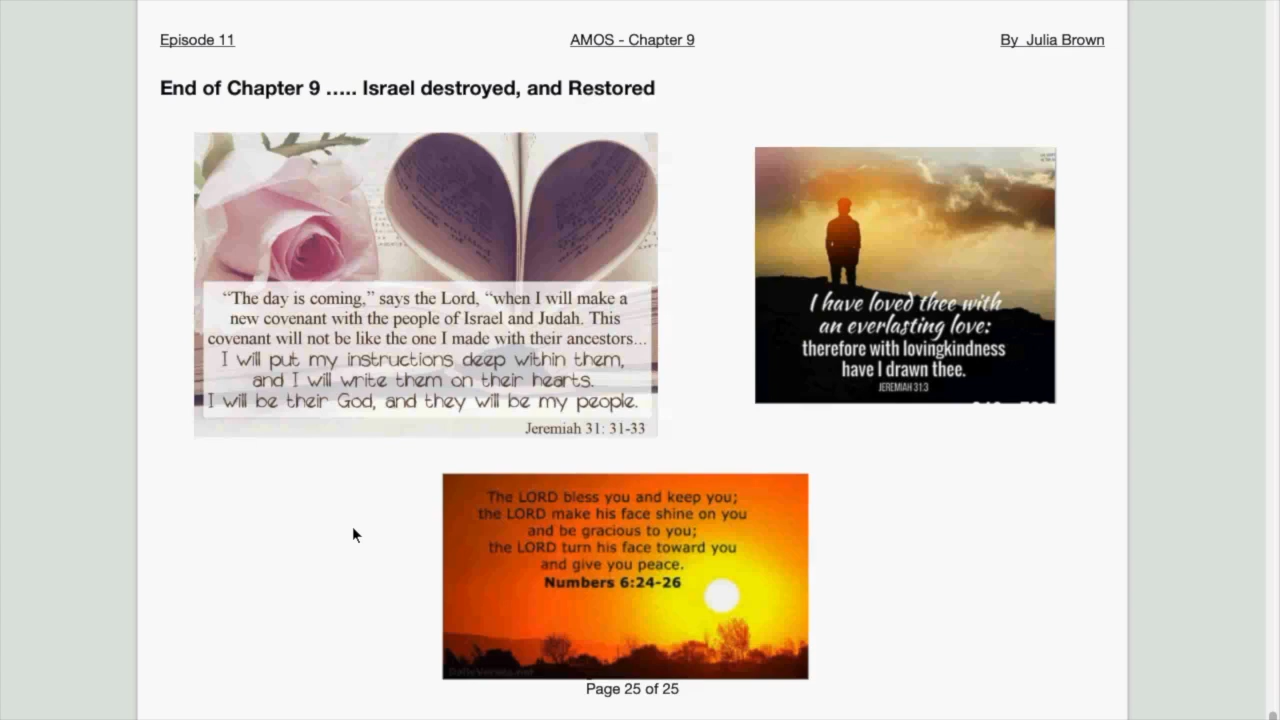 Episode 11
AMOS - Chapter 9
By Julia Brown
End of Chapter 9 ..... Israel destroyed, and Restored
“The day is coming,” says the Lord, “when I will make a
new covenant with the people of Israel and Judah. This
covenant will not be like the one I made with their ancestors...
I will put my instructions deep within them,
and I will write them on their hearts.
I will be their God, and they will be my people.
Jeremiah 31: 31-33
I have loved thee with
an everlasting love:
therefore with lovingkindness
have I drawn thee.
JEREMIAH 31:3
The LORD bless you and keep you;
the LORD make his face shine on you
and be gracious to you;
the LORD turn his face toward you
and give you peace.
Numbers 6:24-26
DailyVerses.net
Page 25 of 25